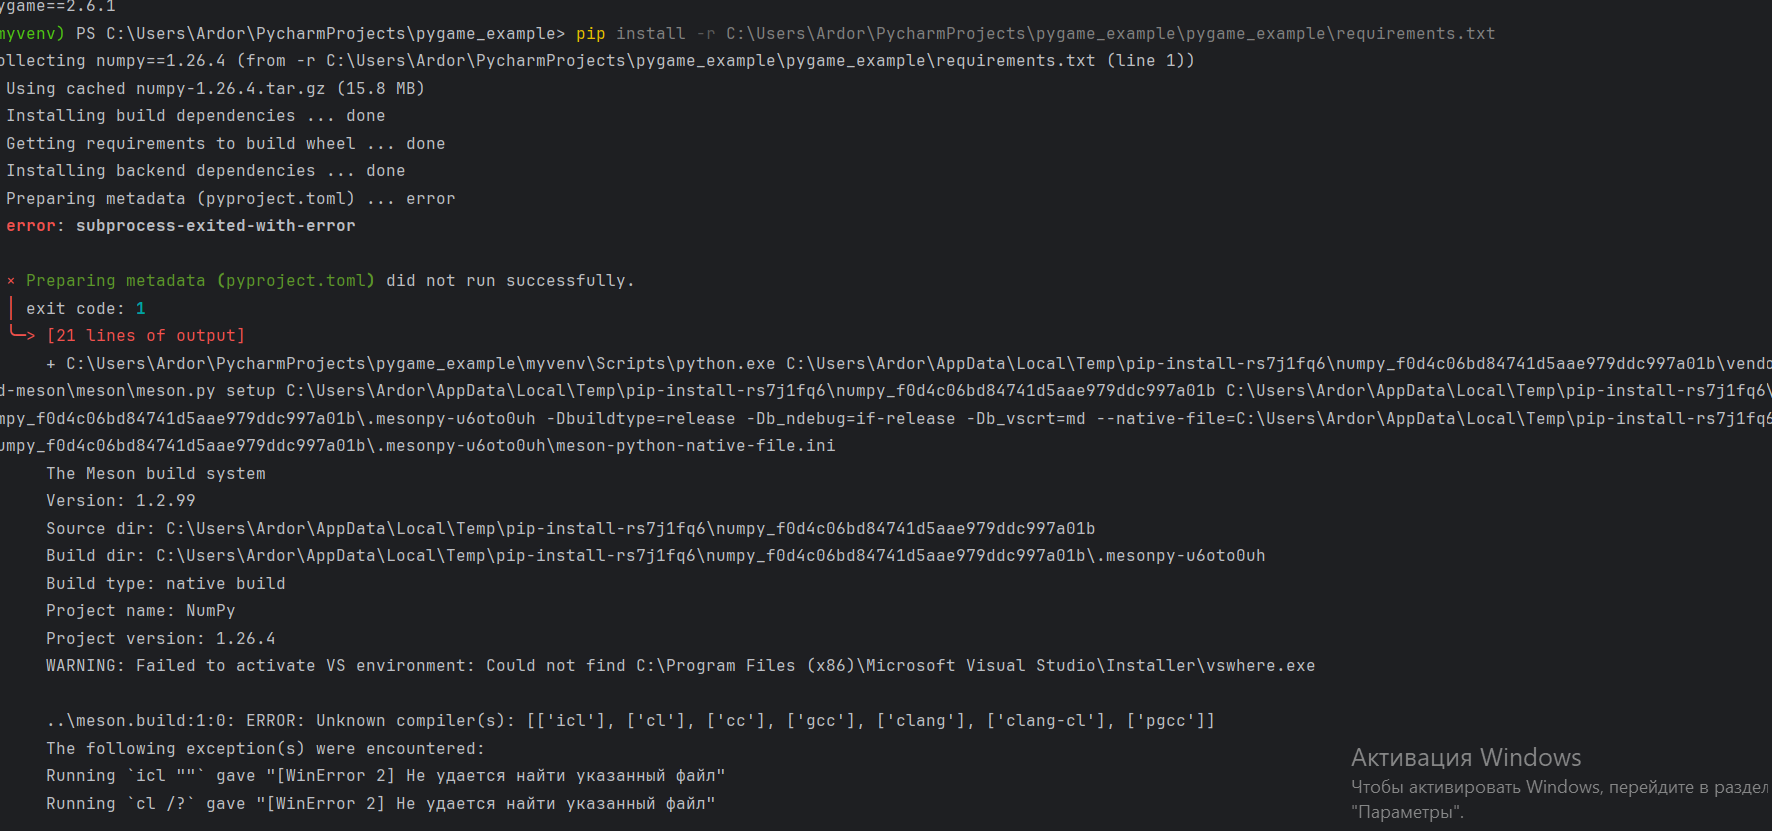 ygame==2.6.1
myvenv) PS C:\Users\Ardor\PycharmProjects\pygame_example> pip install -r C:\Users\Ardor\PycharmProjects\pygame_example\pygame_example\requirements.txt
ollecting numpy==1.26.4 (from -r C:\Users\Ardor\PycharmProjects\pygame_example\pygame_example\requirements.txt (line 1))
Using cached numpy-1.26.4.tar.gz (15.8 MB)
Installing build dependencies ... done
Getting requirements to build wheel ... done
Installing backend dependencies ... done
Preparing metadata (pyproject.toml) ... error
error: subprocess-exited-with-error
× Preparing metadata (pyproject.toml) did not run successfully.
│ exit code: 1
╰─> [21 lines of output]
+ C:\Users\Ardor\PycharmProjects\pygame_example\myvenv\Scripts\python.exe C:\Users\Ardor\AppData\Local\Temp\pip-install-rs7j1fq6\numpy_f0d4c06bd84741d5aae979ddc997a01b\vendo
d-meson\meson\meson.py setup C:\Users\Ardor\AppData\Local\Temp\pip-install-rs7j1fq6\numpy_f0d4c06bd84741d5aae979ddc997a01b C:\Users\Ardor\AppData\Local\Temp\pip-install-rs7j1fq6\
mpy_f0d4c06bd84741d5aae979ddc997a01b\.mesonpy-u6oto0uh -Dbuildtype=release -Db_ndebug=if-release -Db_vscrt=md --native-file=C:\Users\Ardor\AppData\Local\Temp\pip-install-rs7j1fq6
umpy_f0d4c06bd84741d5aae979ddc997a01b\.mesonpy-u6oto0uh\meson-python-native-file.ini
The Meson build system
Version: 1.2.99
Source dir: C:\Users\Ardor\AppData\Local\Temp\pip-install-rs7j1fq6\numpy_f0d4c06bd84741d5aae979ddc997a01b
Build dir: C:\Users\Ardor\AppData\Local\Temp\pip-install-rs7j1fq6\numpy_f0d4c06bd84741d5aae979ddc997a01b\.mesonpy-u6oto0uh
Build type: native build
Project name: NumPy
Project version: 1.26.4
WARNING: Failed to activate VS environment: Could not find C:\Program Files (x86)\Microsoft Visual Studio\Installer\vswhere.exe
..\meson.build:1:0: ERROR: Unknown compiler(s): [['icl'], ['cl'], ['cc'], ['gcc'], ['clang'], ['clang-cl'], ['pgcc']]
The following exception(s) were encountered:
Running `icl ""` gave "[WinError 2] Не удается найти указанный файл"
Running `cl /?` gave "[WinError 2] Не удается найти указанный файл"
Активация Windows
Чтобы активировать Windows, перейдите в раздел
"Параметры".